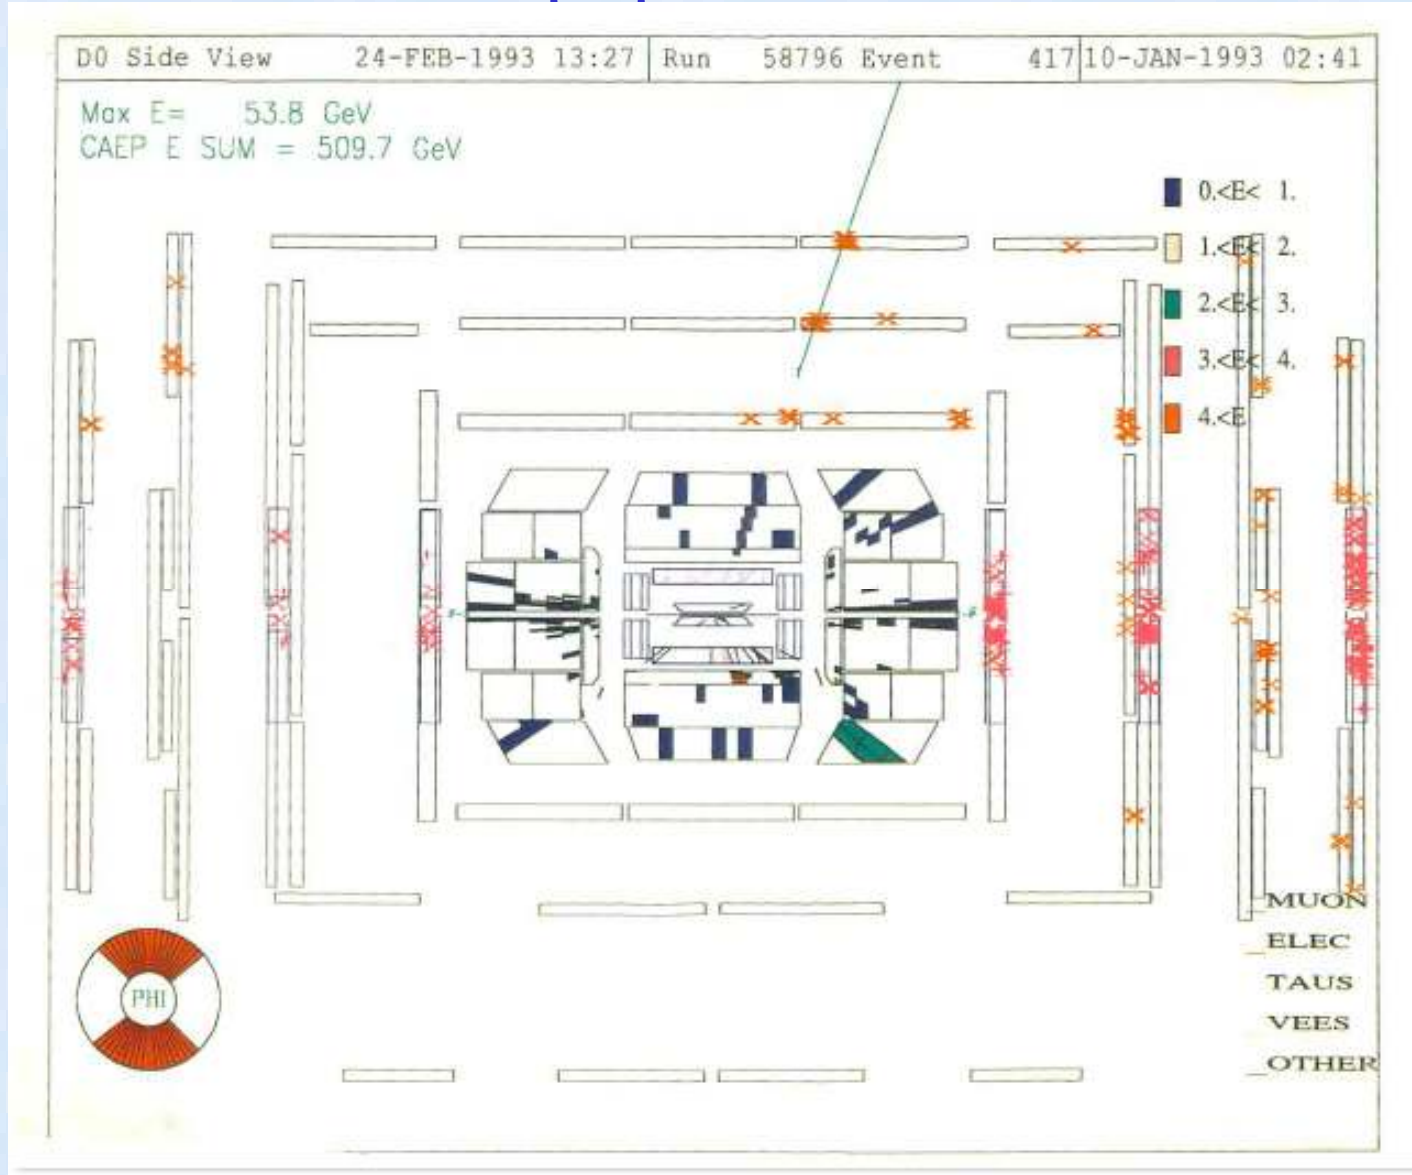 D0 Side View 24-FEB-1993 13:27 Run 58796 Event 417 10-JAN-1993 02:41
Max E= 53.8 GeV
CAEP E SUM = 509.7 GeV
0.<E< 1.
1.<E< 2.
2.<E< 3.
3.<E< 4.
4.<E
PHI
MUON
ELEC
TAUS
VEES
OTHER